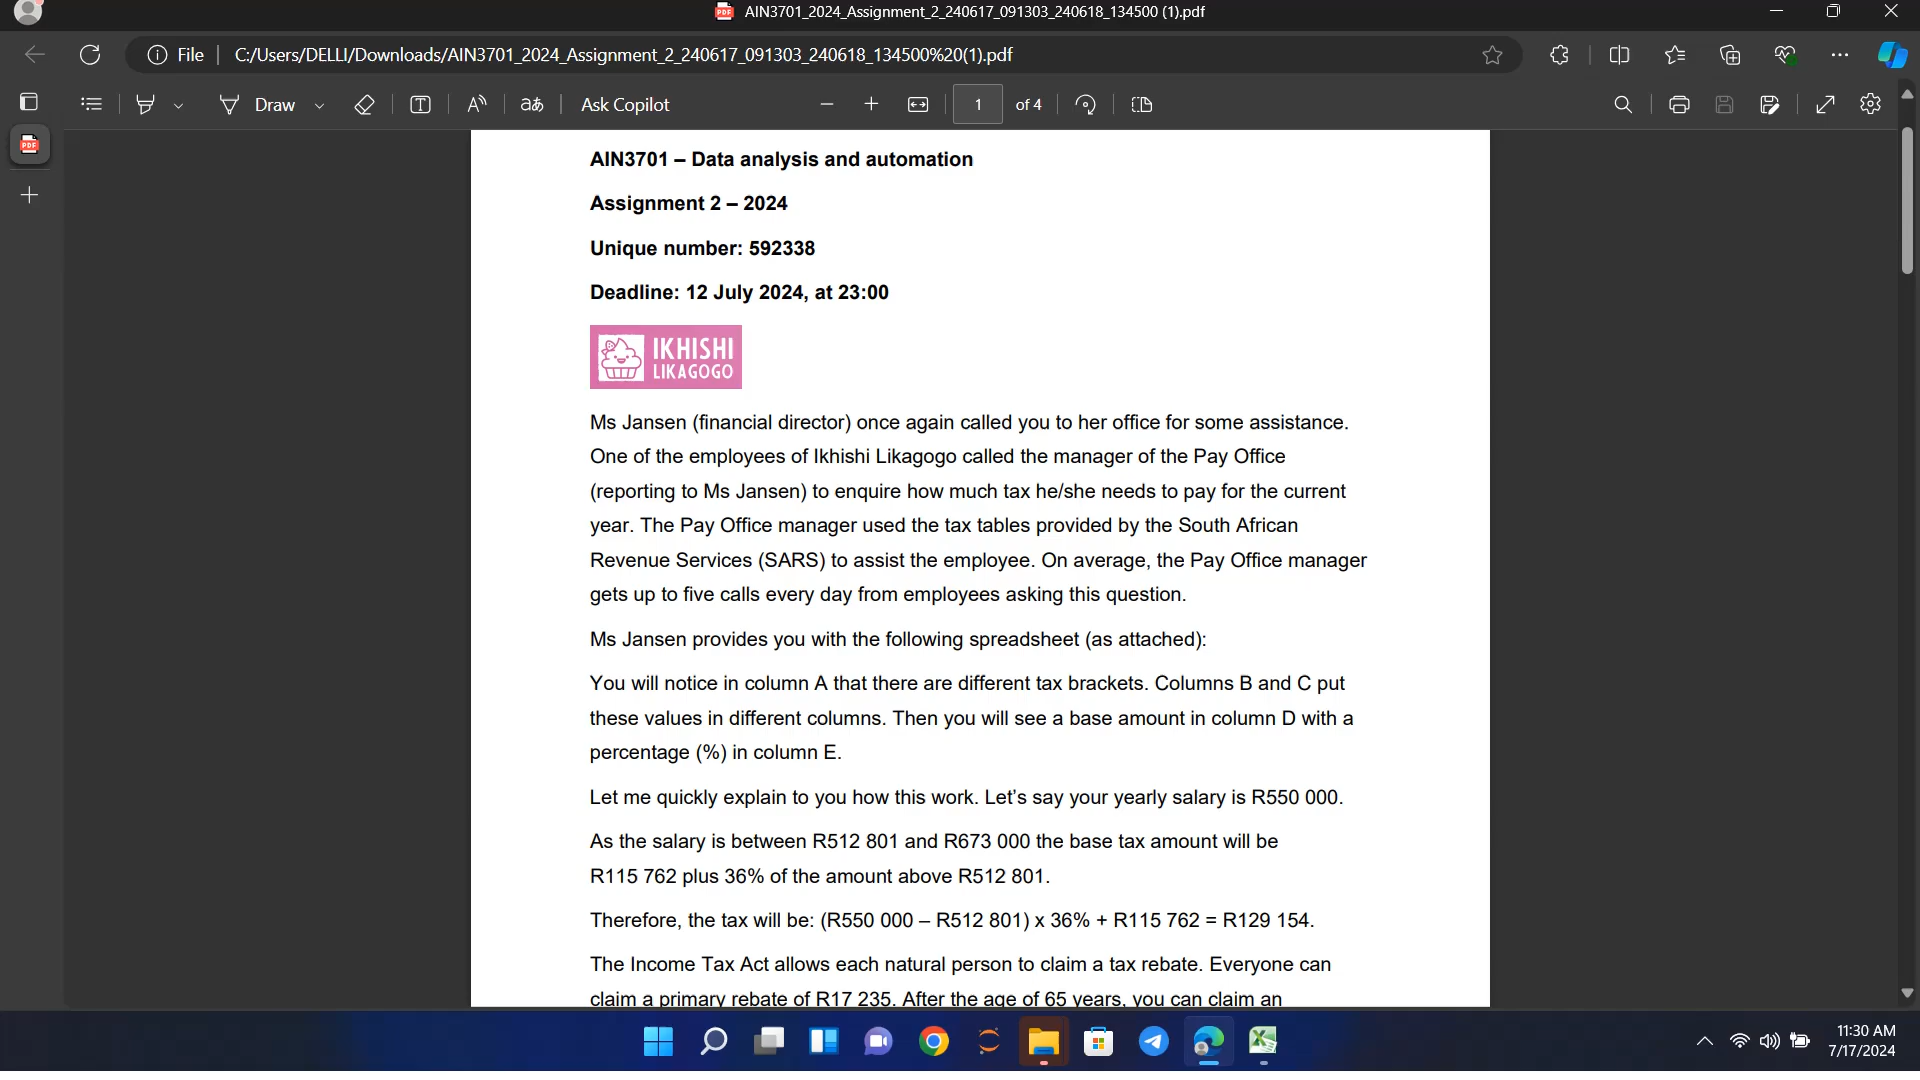 AIN3701_2024_Assignment_2_240617_091303_240618_134500 (1).pdf
File
C:/Users/DELLI/Downloads/AIN3701_2024_Assignment_2_240617_091303_240618_134500%20(1).pdf
Draw
aあ
Ask Copilot
1
of 4
PDF
AIN3701 – Data analysis and automation
Assignment 2 – 2024
Unique number: 592338
Deadline: 12 July 2024, at 23:00
IKHISHI
LIKAGOGO
Ms Jansen (financial director) once again called you to her office for some assistance.
One of the employees of Ikhishi Likagogo called the manager of the Pay Office
(reporting to Ms Jansen) to enquire how much tax he/she needs to pay for the current
year. The Pay Office manager used the tax tables provided by the South African
Revenue Services (SARS) to assist the employee. On average, the Pay Office manager
gets up to five calls every day from employees asking this question.
Ms Jansen provides you with the following spreadsheet (as attached):
You will notice in column A that there are different tax brackets. Columns B and C put
these values in different columns. Then you will see a base amount in column D with a
percentage (%) in column E.
Let me quickly explain to you how this work. Let’s say your yearly salary is R550 000.
As the salary is between R512 801 and R673 000 the base tax amount will be
R115 762 plus 36% of the amount above R512 801.
Therefore, the tax will be: (R550 000 – R512 801) x 36% + R115 762 = R129 154.
The Income Tax Act allows each natural person to claim a tax rebate. Everyone can
claim a primary rebate of R17 235. After the age of 65 years, you can claim an
11:30 AM
7/17/2024